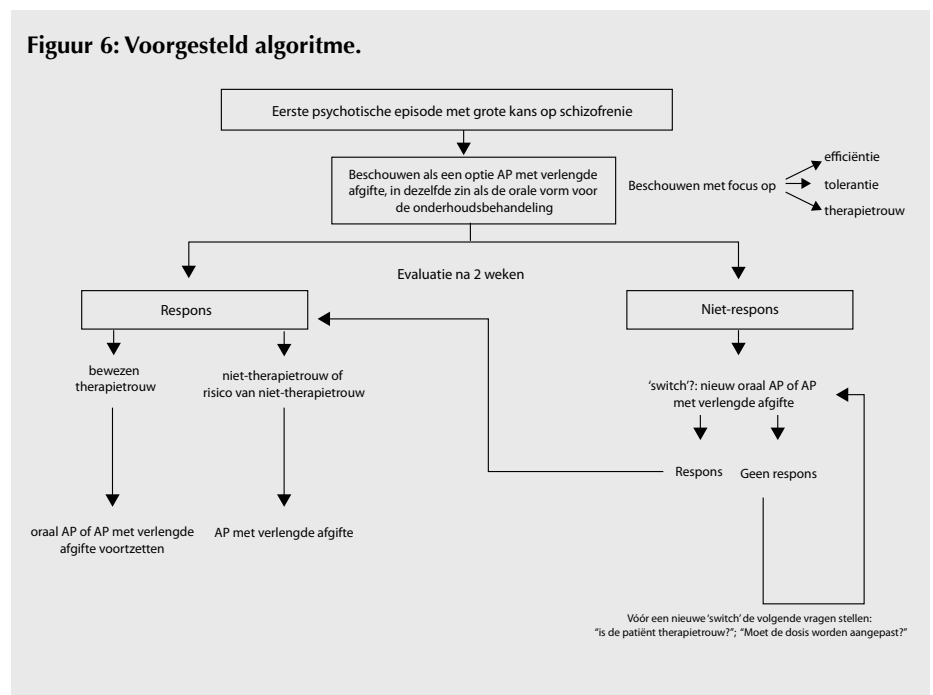 Figuur 6: Voorgesteld algoritme.
Eerste psychotische episode met grote kans op schizofrenie
Beschouwen als een optie AP met verlengde
afgifte, in dezelfde zin als de orale vorm voor
de onderhoudsbehandeling
Beschouwen met focus op
efficiëntie
tolerantie
therapietrouw
Evaluatie na 2 weken
Respons
Niet-respons
bewezen
therapietrouw
niet-therapietrouw of
risico van niet-therapietrouw
'switch'?: nieuw oraal AP of AP
met verlengde afgifte
Respons
Geen respons
oraal AP of AP met verlengde
afgifte voortzetten
AP met verlengde afgifte
Vóór een nieuwe 'switch' de volgende vragen stellen:
"is de patiënt therapietrouw?"; "Moet de dosis worden aangepast?"